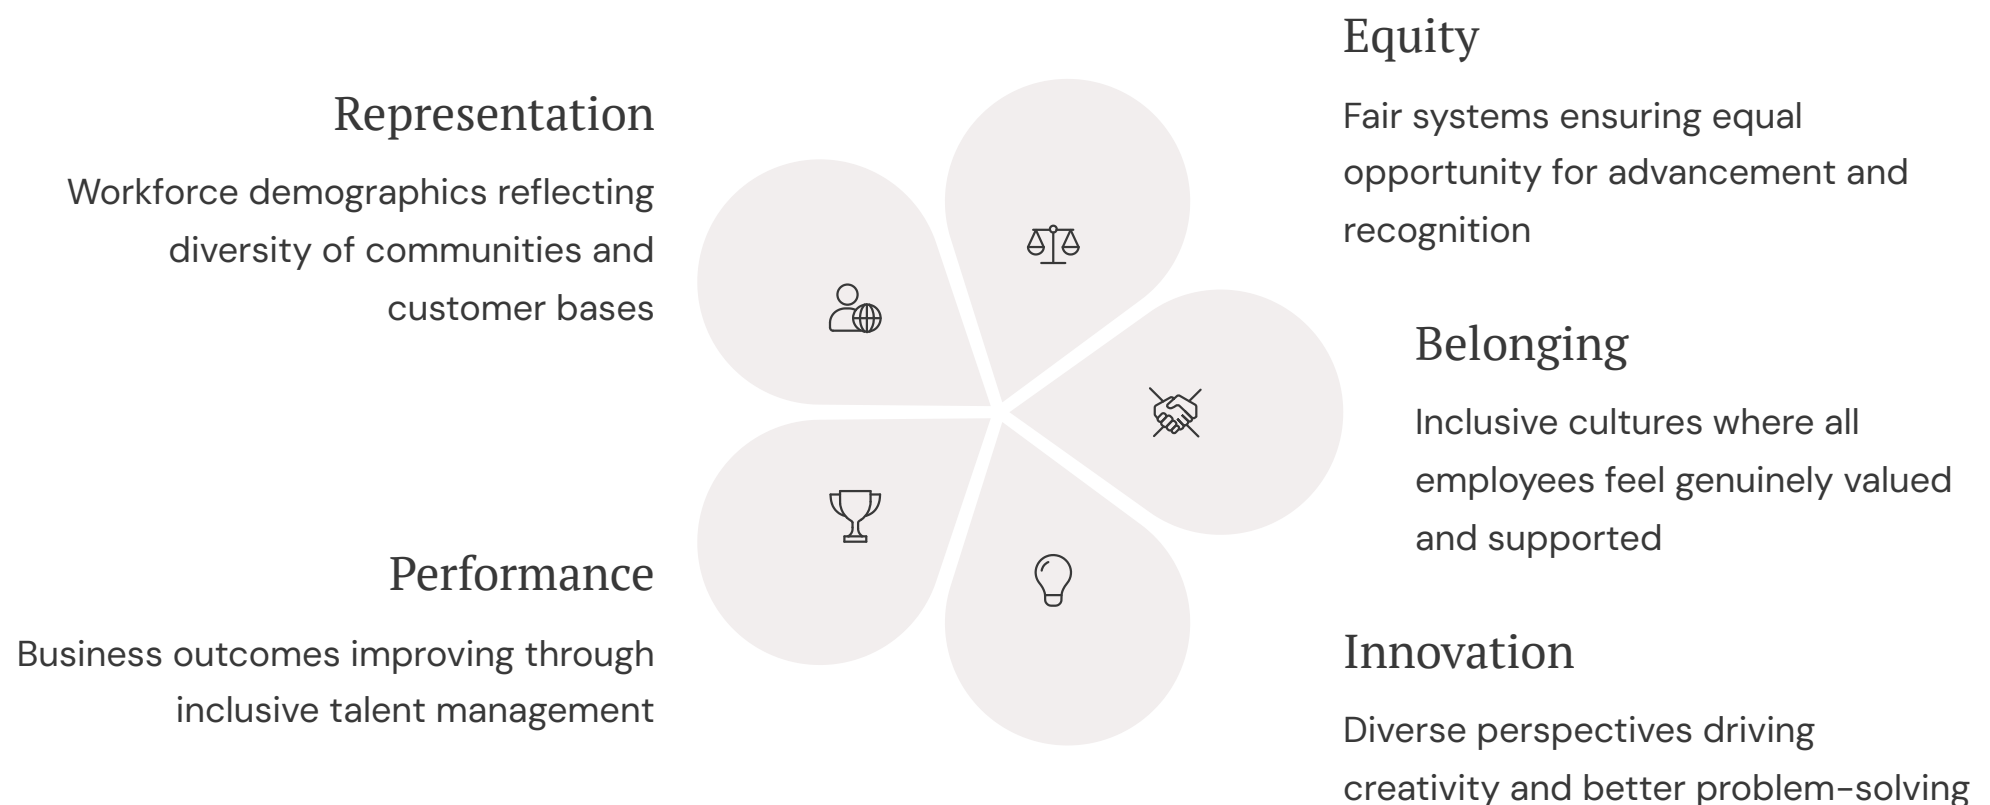 Representation
Workforce demographics reflecting
diversity of communities and
customer bases
Equity
Fair systems ensuring equal
opportunity for advancement and
recognition
Belonging
Inclusive cultures where all
employees feel genuinely valued
and supported
Innovation
Diverse perspectives driving
creativity and better problem-solving
Performance
Business outcomes improving through
inclusive talent management